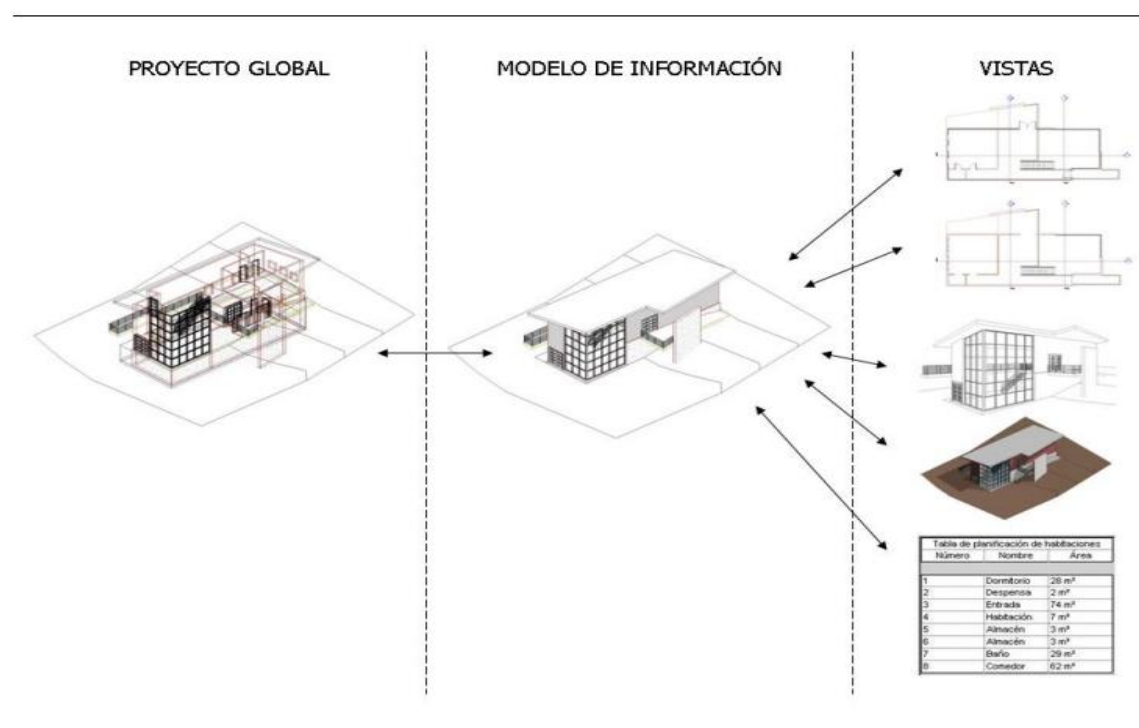 PROYECTO GLOBAL
MODELO DE INFORMACIÓN
VISTAS
Tabla de planificación de habitaciones
Número Nombre Área
1 Dormitorio 28 m²
2 Despensa 2 m²
3 Entrada 74 m²
4 Habitación 7 m²
5 Almacén 3 m²
6 Almacén 3 m²
7 Baño 29 m²
8 Comedor 62 m²